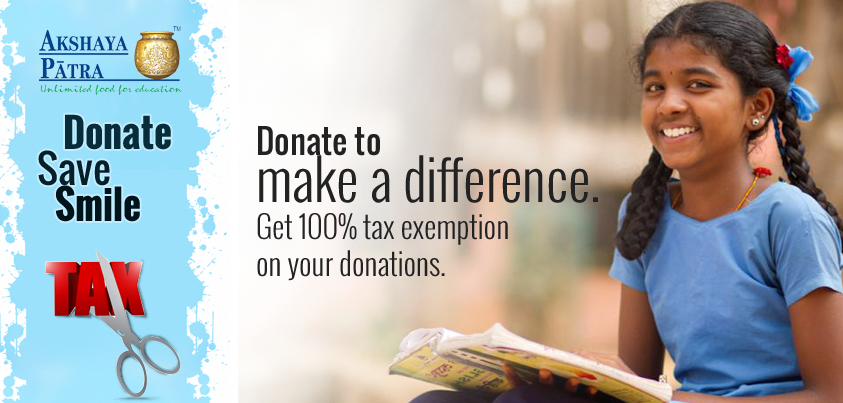 AKSHAYA
PĀTRA
TM
Unlimited food for education
Donate
Save
Smile
TAX
Donate to
make a difference.
Get 100% tax exemption
on your donations.